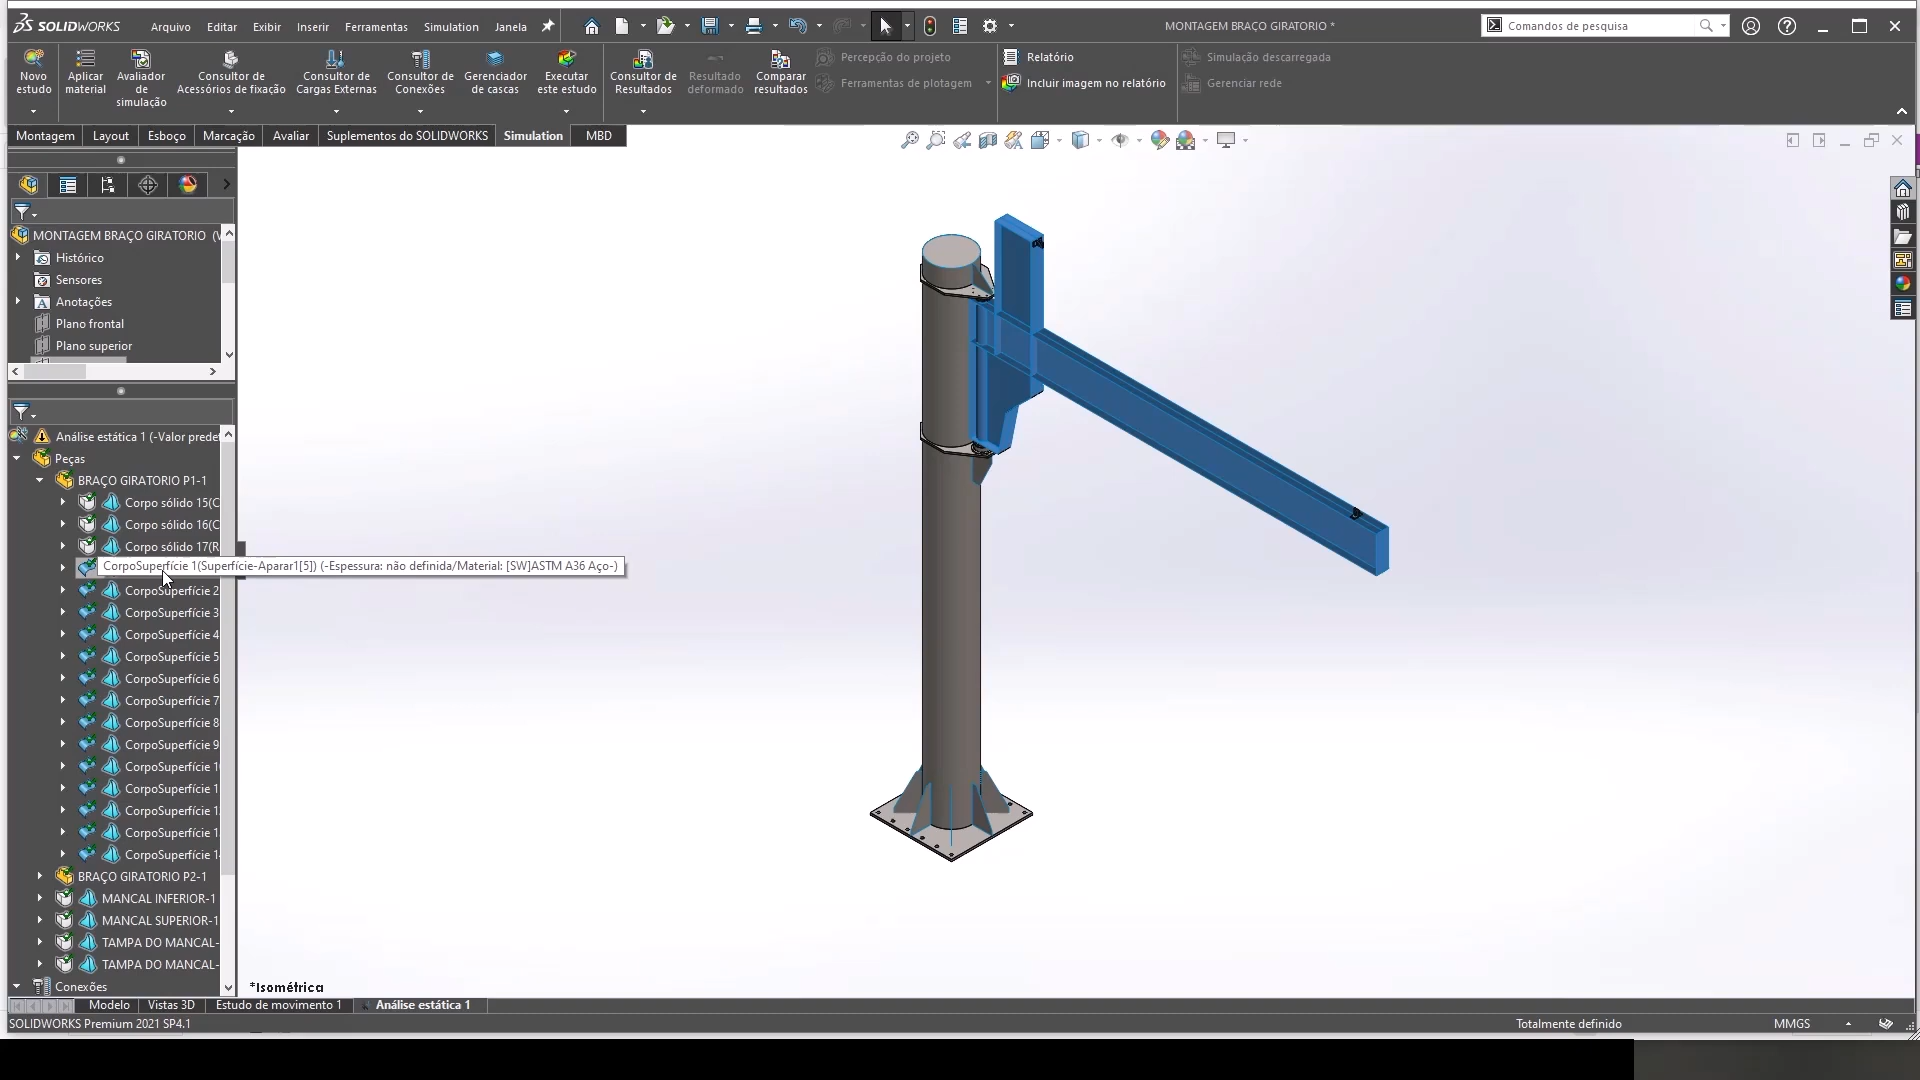 SOLIDWORKS
Arquivo Editar Exibir Inserir Ferramentas Simulation Janela
MONTAGEM BRAÇO GIRATORIO *
Comandos de pesquisa
Novo estudo
Aplicar material
Avaliador de simulação
Consultor de Acessórios de fixação
Consultor de Cargas Externas
Consultor de Conexões
Gerenciador de cascas
Executar este estudo
Consultor de Resultados
Resultado deformado
Comparar resultados
Percepção do projeto
Ferramentas de plotagem
Relatório
Incluir imagem no relatório
Simulação descarregada
Gerenciar rede
Montagem Layout Esboço Marcação Avaliar Suplementos do SOLIDWORKS Simulation MBD
MONTAGEM BRAÇO GIRATORIO (V
Histórico
Sensores
Anotações
Plano frontal
Plano superior
Análise estática 1 (-Valor predet
Peças
BRAÇO GIRATORIO P1-1
Corpo sólido 15(C
Corpo sólido 16(C
Corpo sólido 17(R
CorpoSuperfície 1(Superfície-Aparar1[5]) (-Espessura: não definida/Material: [SW]ASTM A36 Aço-)
CorpoSuperfície 2
CorpoSuperfície 3
CorpoSuperfície 4
CorpoSuperfície 5
CorpoSuperfície 6
CorpoSuperfície 7
CorpoSuperfície 8
CorpoSuperfície 9
CorpoSuperfície 1
CorpoSuperfície 1
CorpoSuperfície 1
CorpoSuperfície 1
CorpoSuperfície 1
BRAÇO GIRATORIO P2-1
MANCAL INFERIOR-1
MANCAL SUPERIOR-1
TAMPA DO MANCAL-
TAMPA DO MANCAL-
Conexões
*Isométrica
Modelo Vistas 3D Estudo de movimento 1 Análise estática 1
SOLIDWORKS Premium 2021 SP4.1
Totalmente definido
MMGS